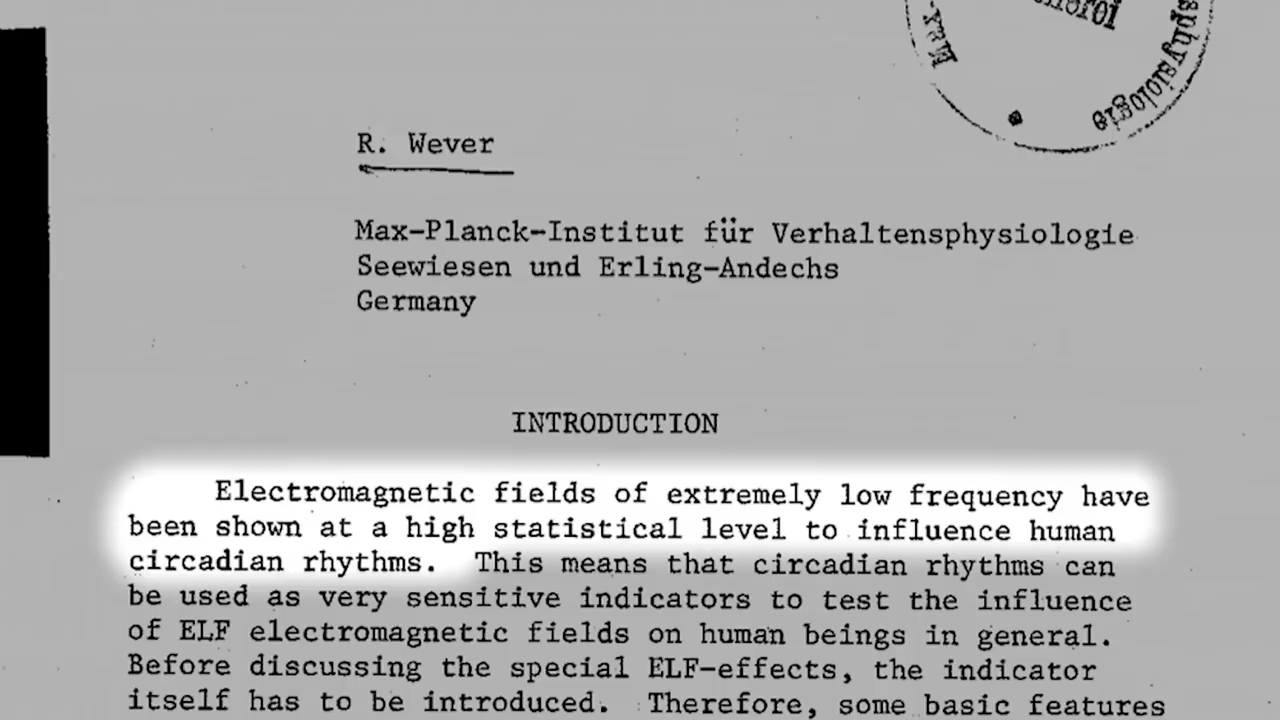 R. Wever
Max-Planck-Institut für Verhaltensphysiologie
Seewiesen und Erling-Andechs
Germany
INTRODUCTION
Electromagnetic fields of extremely low frequency have
been shown at a high statistical level to influence human
circadian rhythms. This means that circadian rhythms can
be used as very sensitive indicators to test the influence
of ELF electromagnetic fields on human beings in general.
Before discussing the special ELF-effects, the indicator
itself has to be introduced. Therefore, some basic features